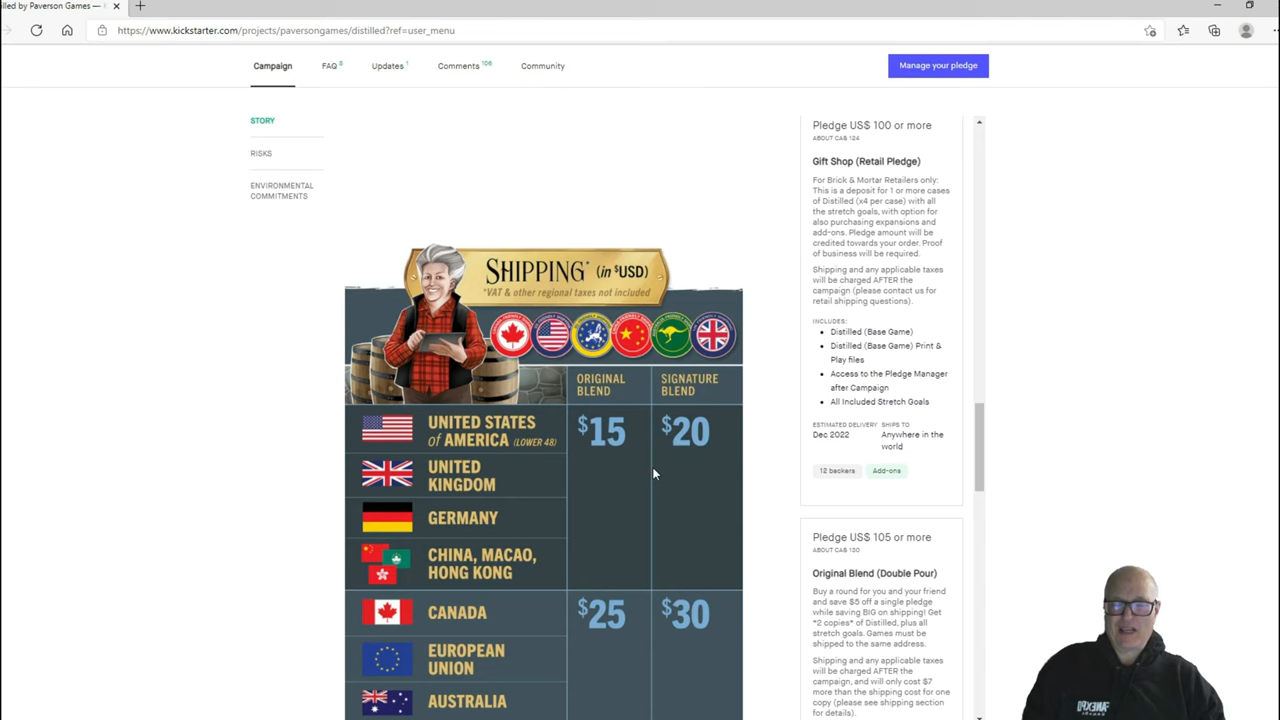 lled by Paverson Games —
https://www.kickstarter.com/projects/paversongames/distilled?ref=user_menu
Campaign
FAQ 8
Updates 1
Comments 106
Community
Manage your pledge
STORY
RISKS
ENVIRONMENTAL
COMMITMENTS
SHIPPING* (in $USD)
*VAT & other regional taxes not included
ORIGINAL
BLEND
SIGNATURE
BLEND
UNITED STATES
of AMERICA (LOWER 48)
$15
$20
UNITED
KINGDOM
GERMANY
CHINA, MACAO,
HONG KONG
CANADA
$25
$30
EUROPEAN
UNION
AUSTRALIA
Pledge US$ 100 or more
ABOUT CA$ 124
Gift Shop (Retail Pledge)
For Brick & Mortar Retailers only:
This is a deposit for 1 or more cases
of Distilled (x4 per case) with all
the stretch goals, with option for
also purchasing expansions and
add-ons. Pledge amount will be
credited towards your order. Proof
of business will be required.
Shipping and any applicable taxes
will be charged AFTER the
campaign (please contact us for
retail shipping questions).
INCLUDES:
Distilled (Base Game)
Distilled (Base Game) Print &
Play files
Access to the Pledge Manager
after Campaign
All Included Stretch Goals
ESTIMATED DELIVERY
Dec 2022
SHIPS TO
Anywhere in the
world
12 backers
Add-ons
Pledge US$ 105 or more
ABOUT CA$ 130
Original Blend (Double Pour)
Buy a round for you and your friend
and save $5 off a single pledge
while saving BIG on shipping! Get
*2 copies* of Distilled, plus all
stretch goals. Games must be
shipped to the same address.
Shipping and any applicable taxes
will be charged AFTER the
campaign, and will only cost $7
more than the shipping cost for one
copy (please see shipping section
for details).